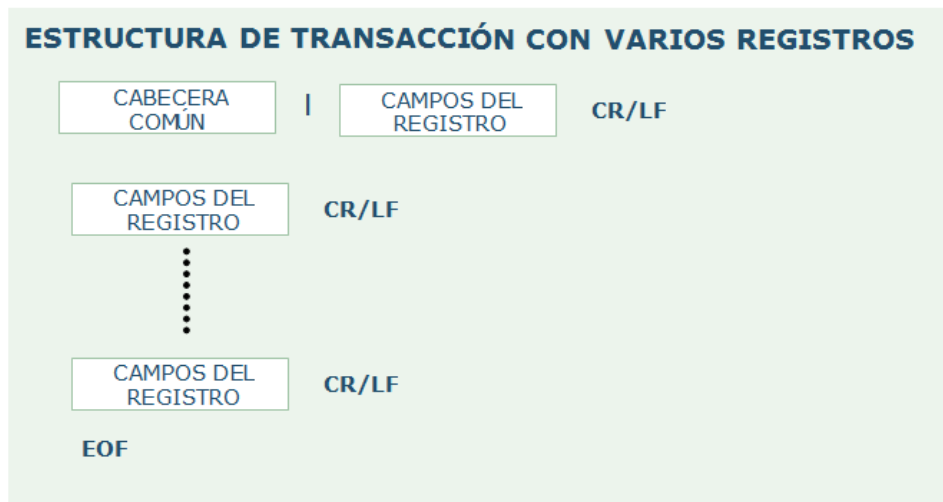 ESTRUCTURA DE TRANSACCIÓN CON VARIOS REGISTROS
CABECERA
COMÚN
|
CAMPOS DEL
REGISTRO
CR/LF
CAMPOS DEL
REGISTRO
CR/LF
CAMPOS DEL
REGISTRO
CR/LF
EOF